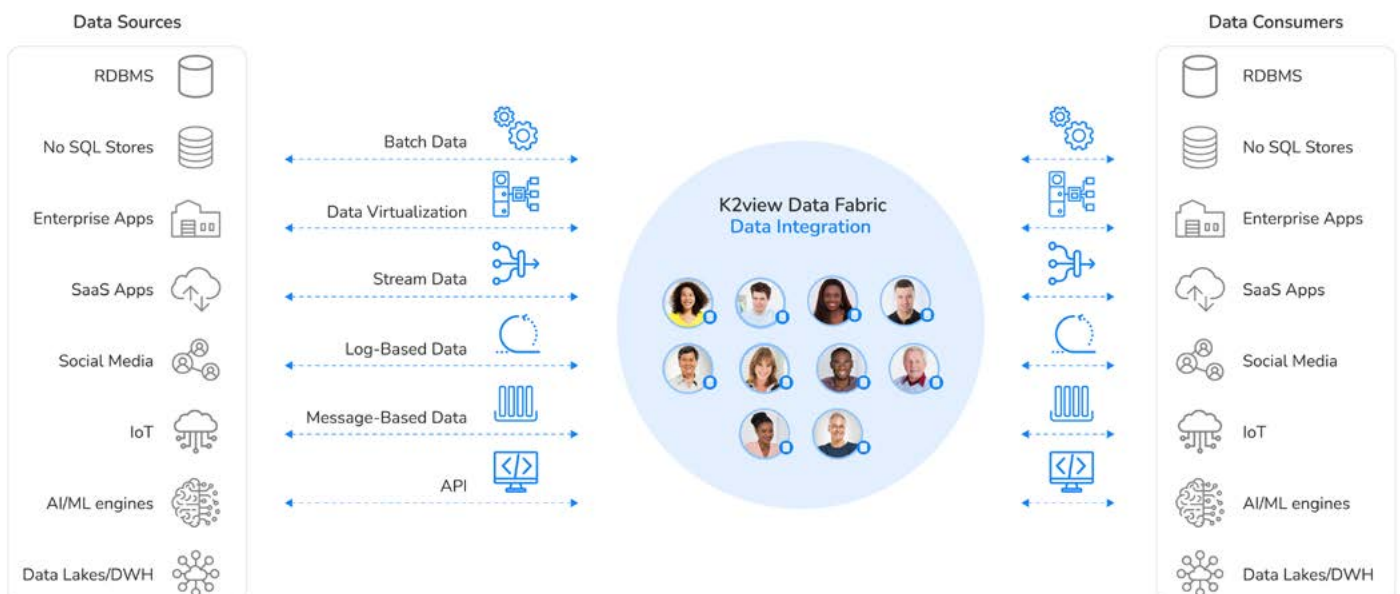 Data Sources
RDBMS
No SQL Stores
Enterprise Apps
SaaS Apps
Social Media
IoT
AI/ML engines
Data Lakes/DWH
Batch Data
Data Virtualization
Stream Data
Log-Based Data
Message-Based Data
API
</>
K2view Data Fabric
Data Integration
</>
Data Consumers
RDBMS
No SQL Stores
Enterprise Apps
SaaS Apps
Social Media
IoT
AI/ML engines
Data Lakes/DWH